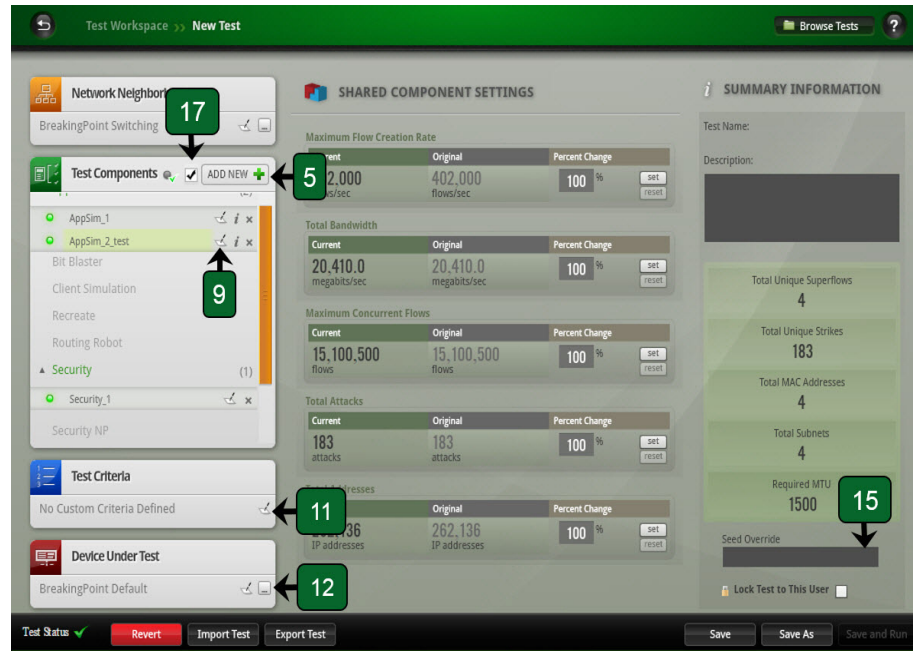 Test Workspace >> New Test
Browse Tests ?
Network Neighbor
BreakingPoint Switching
17
Test Components
ADD NEW
5
(2)
AppSim_1
AppSim_2_test
9
Bit Blaster
Client Simulation
Recreate
Routing Robot
Security (1)
Security_1
Security NP
Test Criteria
No Custom Criteria Defined
11
Device Under Test
BreakingPoint Default
12
SHARED COMPONENT SETTINGS
Maximum Flow Creation Rate
Original Percent Change
2,000 402,000 100 % set
flows/sec reset
Total Bandwidth
Current Original Percent Change
20,410.0 20,410.0 100 % set
megabits/sec megabits/sec reset
Maximum Concurrent Flows
Current Original Percent Change
15,100,500 15,100,500 100 % set
flows flows reset
Total Attacks
Current Original Percent Change
183 183 100 % set
attacks attacks reset
Original Percent Change
262,136 100 % set
IP addresses IP addresses reset
i SUMMARY INFORMATION
Test Name:
Description:
Total Unique Superflows
4
Total Unique Strikes
183
Total MAC Addresses
4
Total Subnets
4
Required MTU
1500
15
Seed Override
Lock Test to This User
Test Status Revert Import Test Export Test Save Save As Save and Run